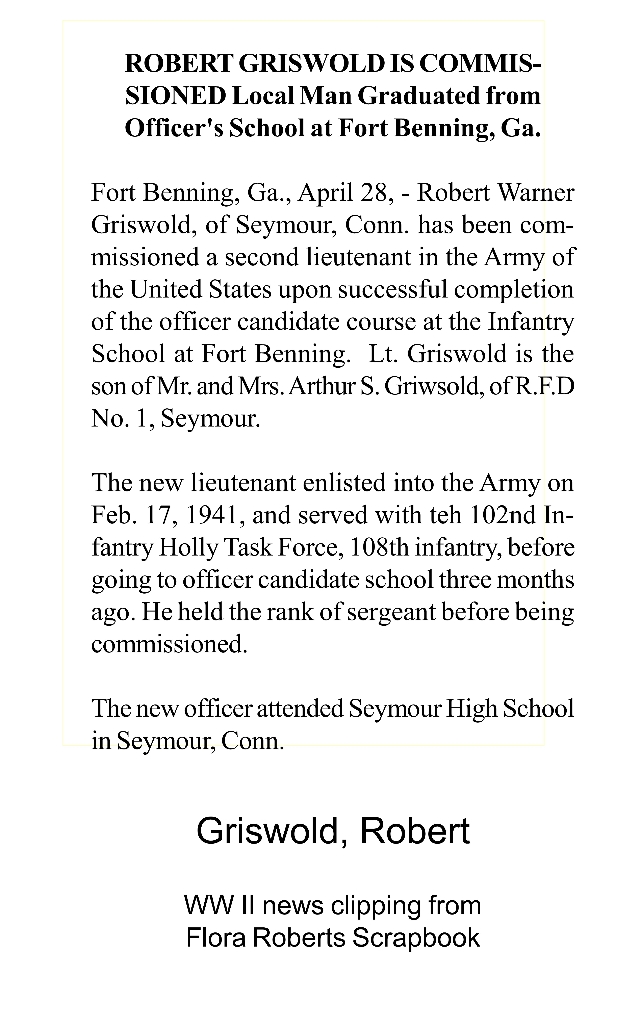 ROBERT GRISWOLD IS COMMIS-
SIONED Local Man Graduated from
Officer's School at Fort Benning, Ga.
Fort Benning, Ga., April 28, - Robert Warner
Griswold, of Seymour, Conn. has been com-
missioned a second lieutenant in the Army of
the United States upon successful completion
of the officer candidate course at the Infantry
School at Fort Benning.  Lt. Griswold is the
son of Mr. and Mrs. Arthur S. Griwsold, of R.F.D
No. 1, Seymour.
The new lieutenant enlisted into the Army on
Feb. 17, 1941, and served with teh 102nd In-
fantry Holly Task Force, 108th infantry, before
going to officer candidate school three months
ago. He held the rank of sergeant before being
commissioned.
The new officer attended Seymour High School
in Seymour, Conn.
Griswold, Robert
WW II news clipping from
Flora Roberts Scrapbook